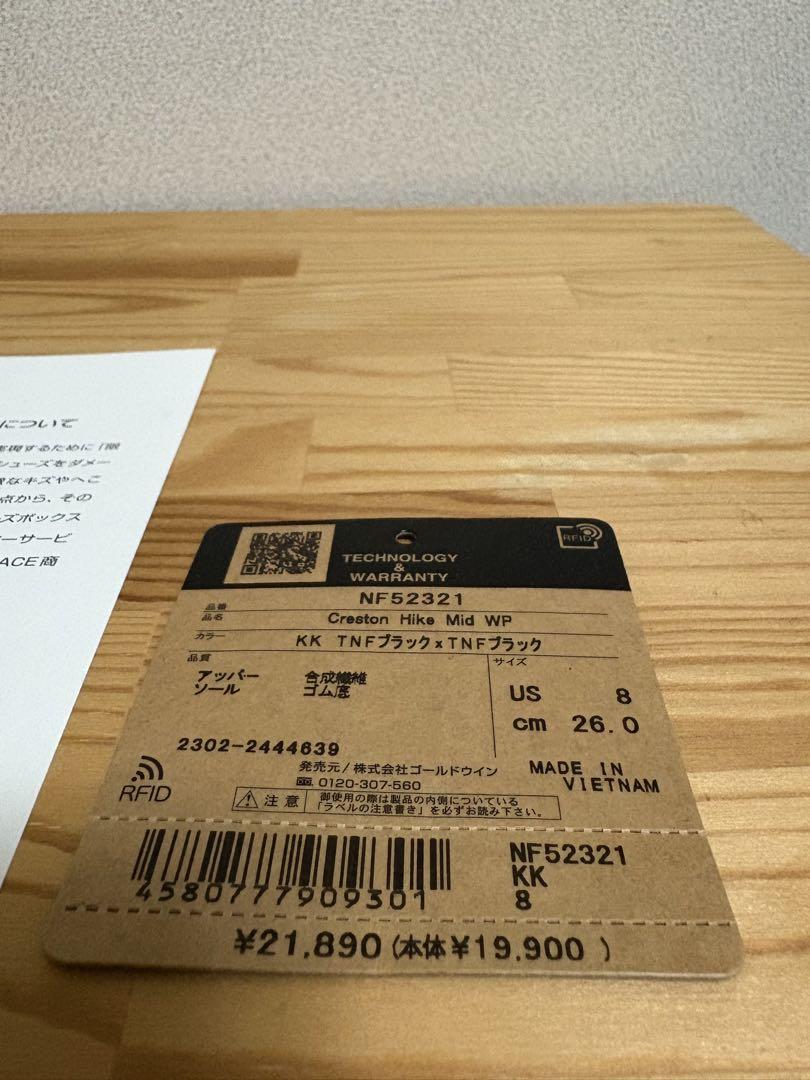 について
実現するために「限
シューズをダメー
なキズやへこ
点から、その
ズボックス
ーサービ
ACE商
RFID
TECHNOLOGY
&
WARRANTY
品番 NF52321
品名 Creston Hike Mid WP
カラー KK TNFブラック×TNFブラック
品質 サイズ
アッパー 合成繊維
ソール ゴム底
US 8
cm 26.0
2302-2444639
発売元/株式会社ゴールドウイン
0120-307-560
MADE IN
VIETNAM
RFID
注意 御使用の際は製品の内側についている
「ラベルの注意書き」を必ずお読み下さい。
4580777909301
NF52321
KK
8
¥21,890(本体¥19,900 )